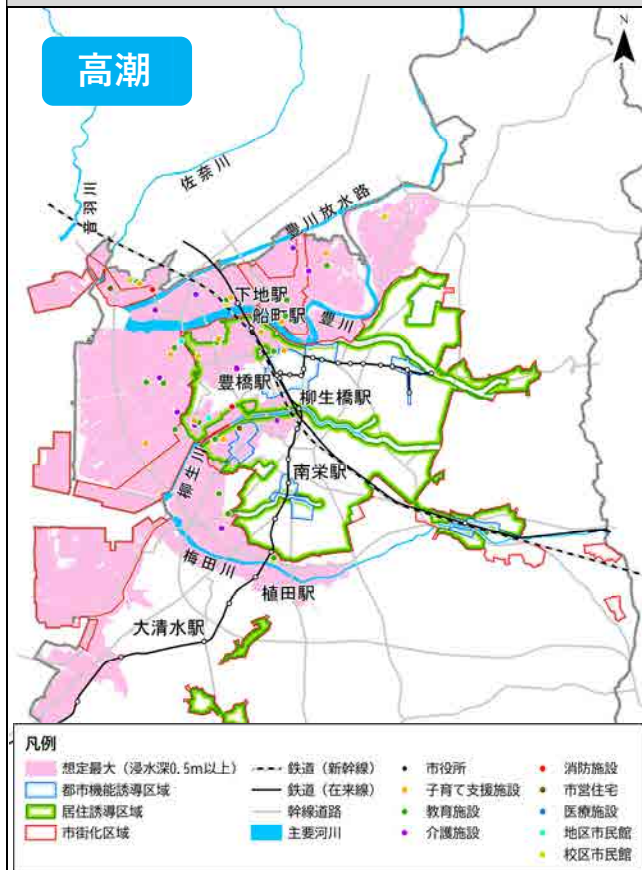 高潮
N
佐奈川
音羽川
豊川放水路
下地駅
船町駅
豊川
豊橋駅
柳生橋駅
柳生川
南栄駅
梅田川
植田駅
大清水駅
凡例
想定最大(浸水深0.5m以上)
都市機能誘導区域
居住誘導区域
市街化区域
鉄道(新幹線)
鉄道(在来線)
幹線道路
主要河川
市役所
子育て支援施設
教育施設
介護施設
消防施設
市営住宅
医療施設
地区市民館
校区市民館